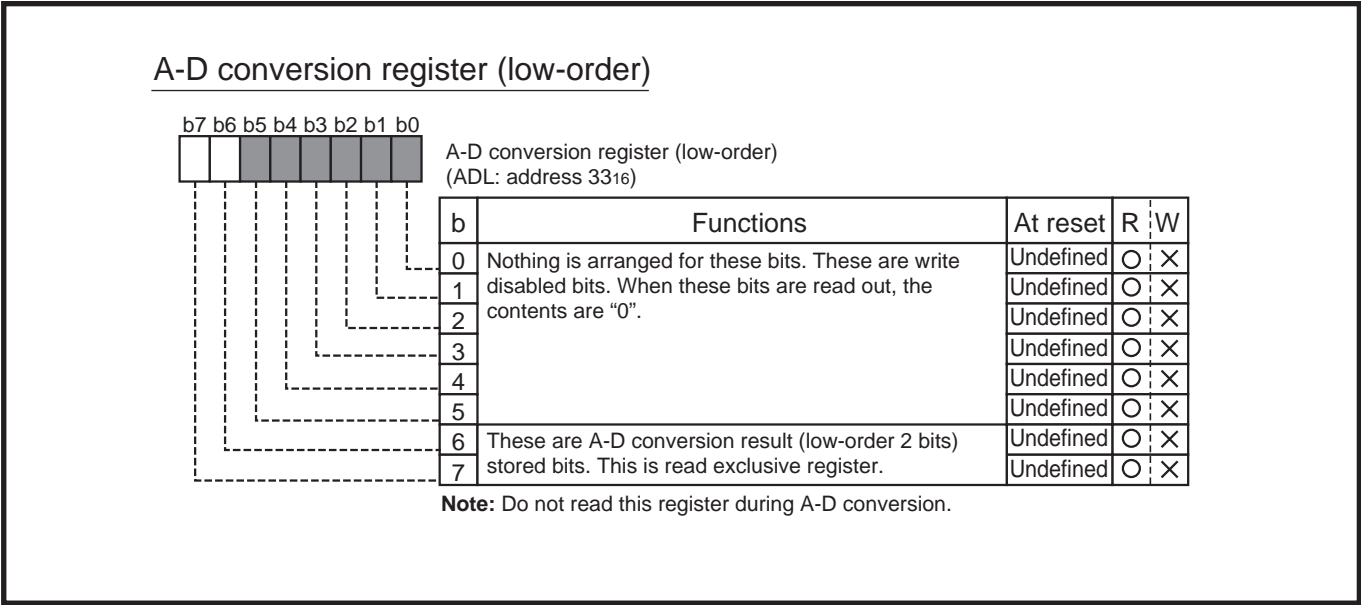 A-D conversion register (low-order)
b7 b6 b5 b4 b3 b2 b1 b0
A-D conversion register (low-order)
(ADL: address 3316)
b Functions At reset R W
0 Nothing is arranged for these bits. These are write Undefined O ×
1 disabled bits. When these bits are read out, the Undefined O ×
2 contents are “0”. Undefined O ×
3 Undefined O ×
4 Undefined O ×
5 Undefined O ×
6 These are A-D conversion result (low-order 2 bits) Undefined O ×
7 stored bits. This is read exclusive register. Undefined O ×
Note: Do not read this register during A-D conversion.